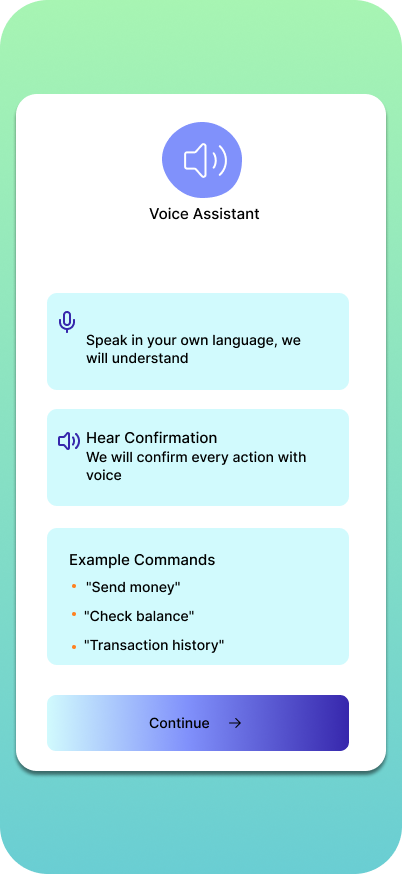 Voice Assistant
Speak in your own language, we
will understand
Hear Confirmation
We will confirm every action with
voice
Example Commands
"Send money"
"Check balance"
"Transaction history"
Continue →